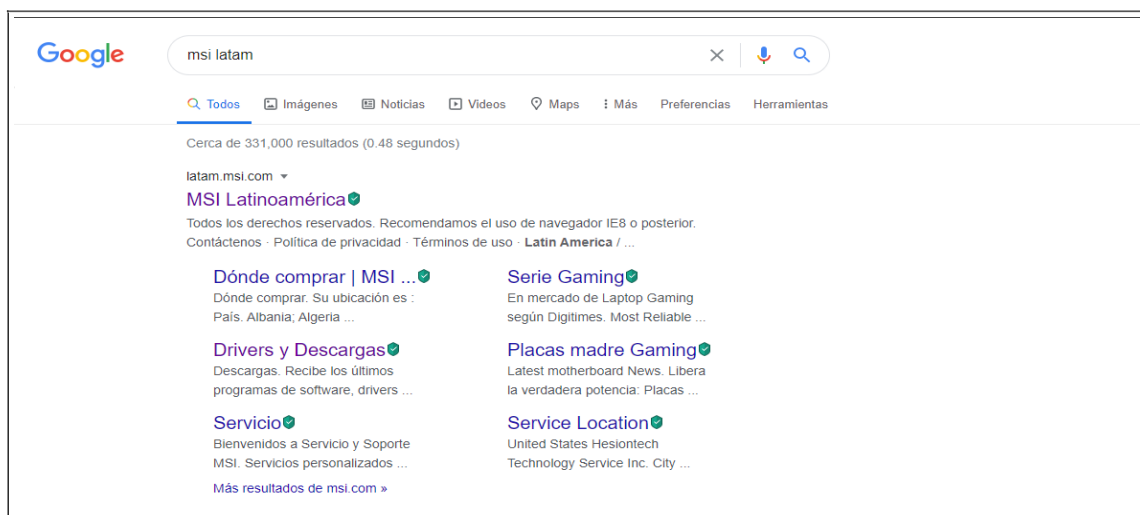 Google
msi latam
Todos Imágenes Noticias Videos Maps Más Preferencias Herramientas
Cerca de 331,000 resultados (0.48 segundos)
latam.msi.com
MSI Latinoamérica
Todos los derechos reservados. Recomendamos el uso de navegador IE8 o posterior.
Contáctenos · Política de privacidad · Términos de uso · Latin America / ...
Dónde comprar | MSI ...
Dónde comprar. Su ubicación es :
País. Albania; Algeria ...
Serie Gaming
En mercado de Laptop Gaming
según Digitimes. Most Reliable ...
Drivers y Descargas
Descargas. Recibe los últimos
programas de software, drivers ...
Placas madre Gaming
Latest motherboard News. Libera
la verdadera potencia: Placas ...
Servicio
Bienvenidos a Servicio y Soporte
MSI. Servicios personalizados ...
Service Location
United States Hesiontech
Technology Service Inc. City ...
Más resultados de msi.com »